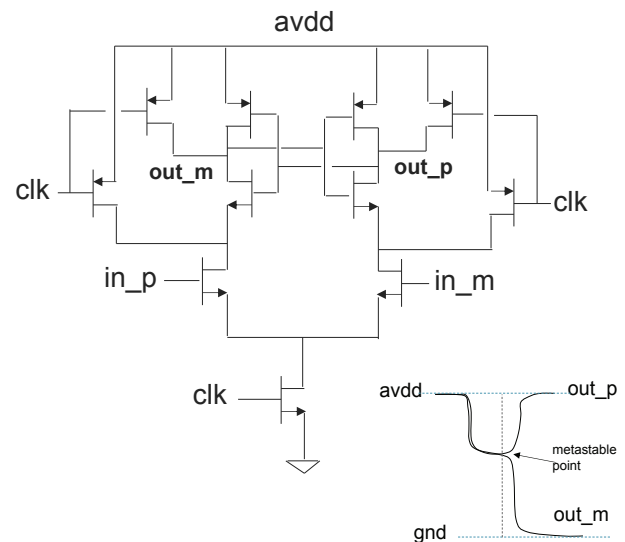 avdd
out_m
out_p
clk
clk
in_p
in_m
clk
avdd
out_p
metastable
point
out_m
gnd